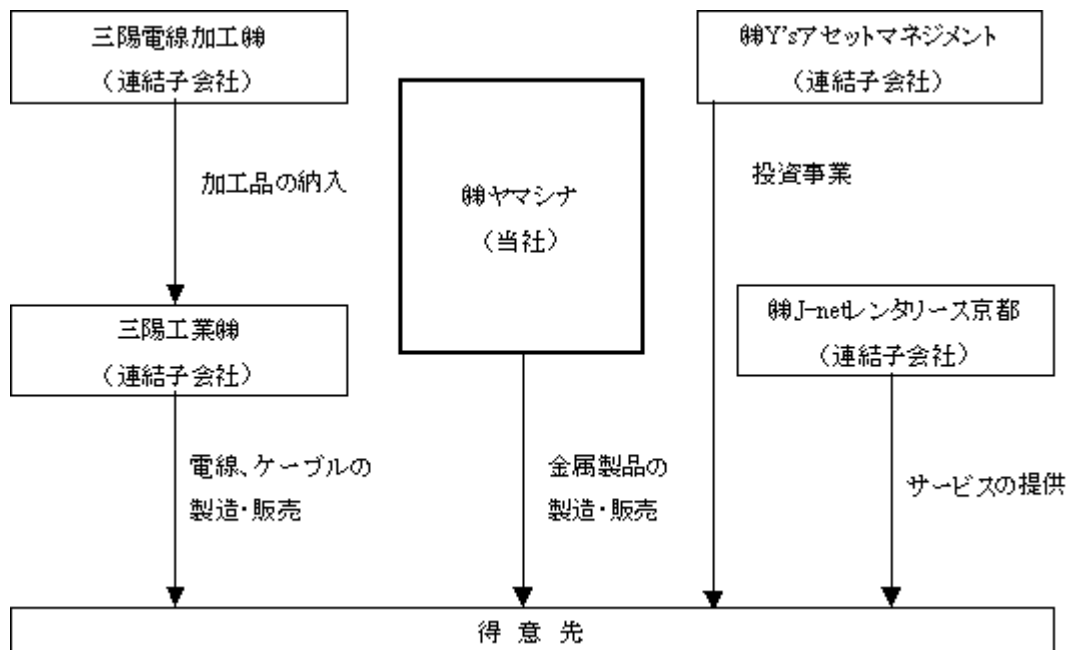 三陽電線加工㈱
（連結子会社）
㈱Y'sアセットマネジメント
（連結子会社）
加工品の納入
㈱ヤマシナ
（当社）
投資事業
三陽工業㈱
（連結子会社）
㈱J-netレンタリース京都
（連結子会社）
電線、ケーブルの
製造・販売
金属製品の
製造・販売
サービスの提供
得 意 先